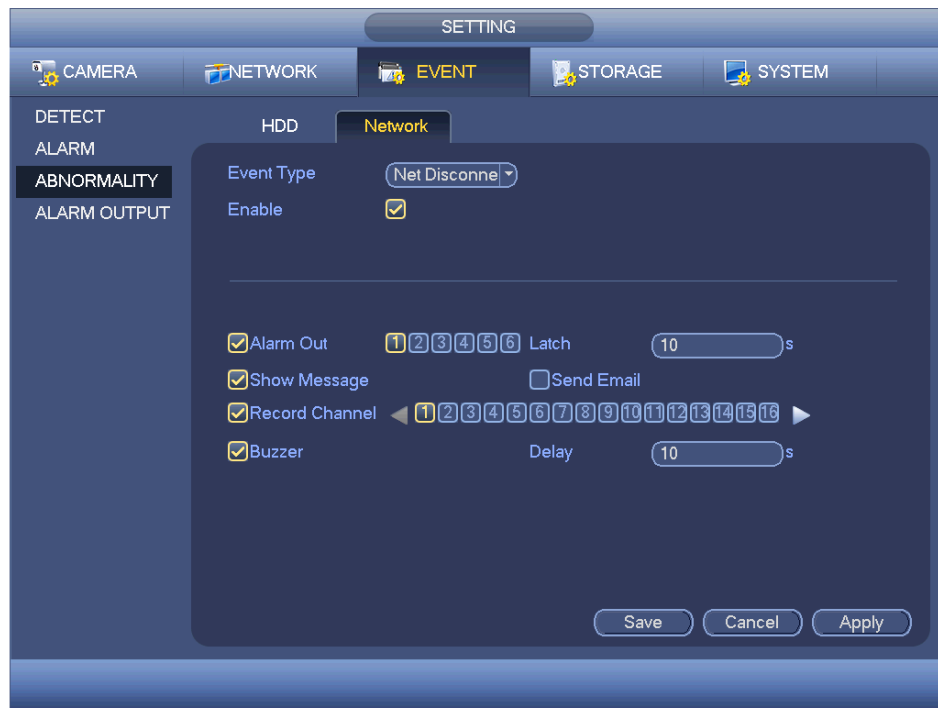 SETTING
CAMERA NETWORK EVENT STORAGE SYSTEM
DETECT
ALARM
ABNORMALITY
ALARM OUTPUT
HDD Network
Event Type Net Disconne
Enable
Alarm Out 1 2 3 4 5 6 Latch 10 s
Show Message Send Email
Record Channel 1 2 3 4 5 6 7 8 9 10 11 12 13 14 15 16
Buzzer Delay 10 s
Save Cancel Apply